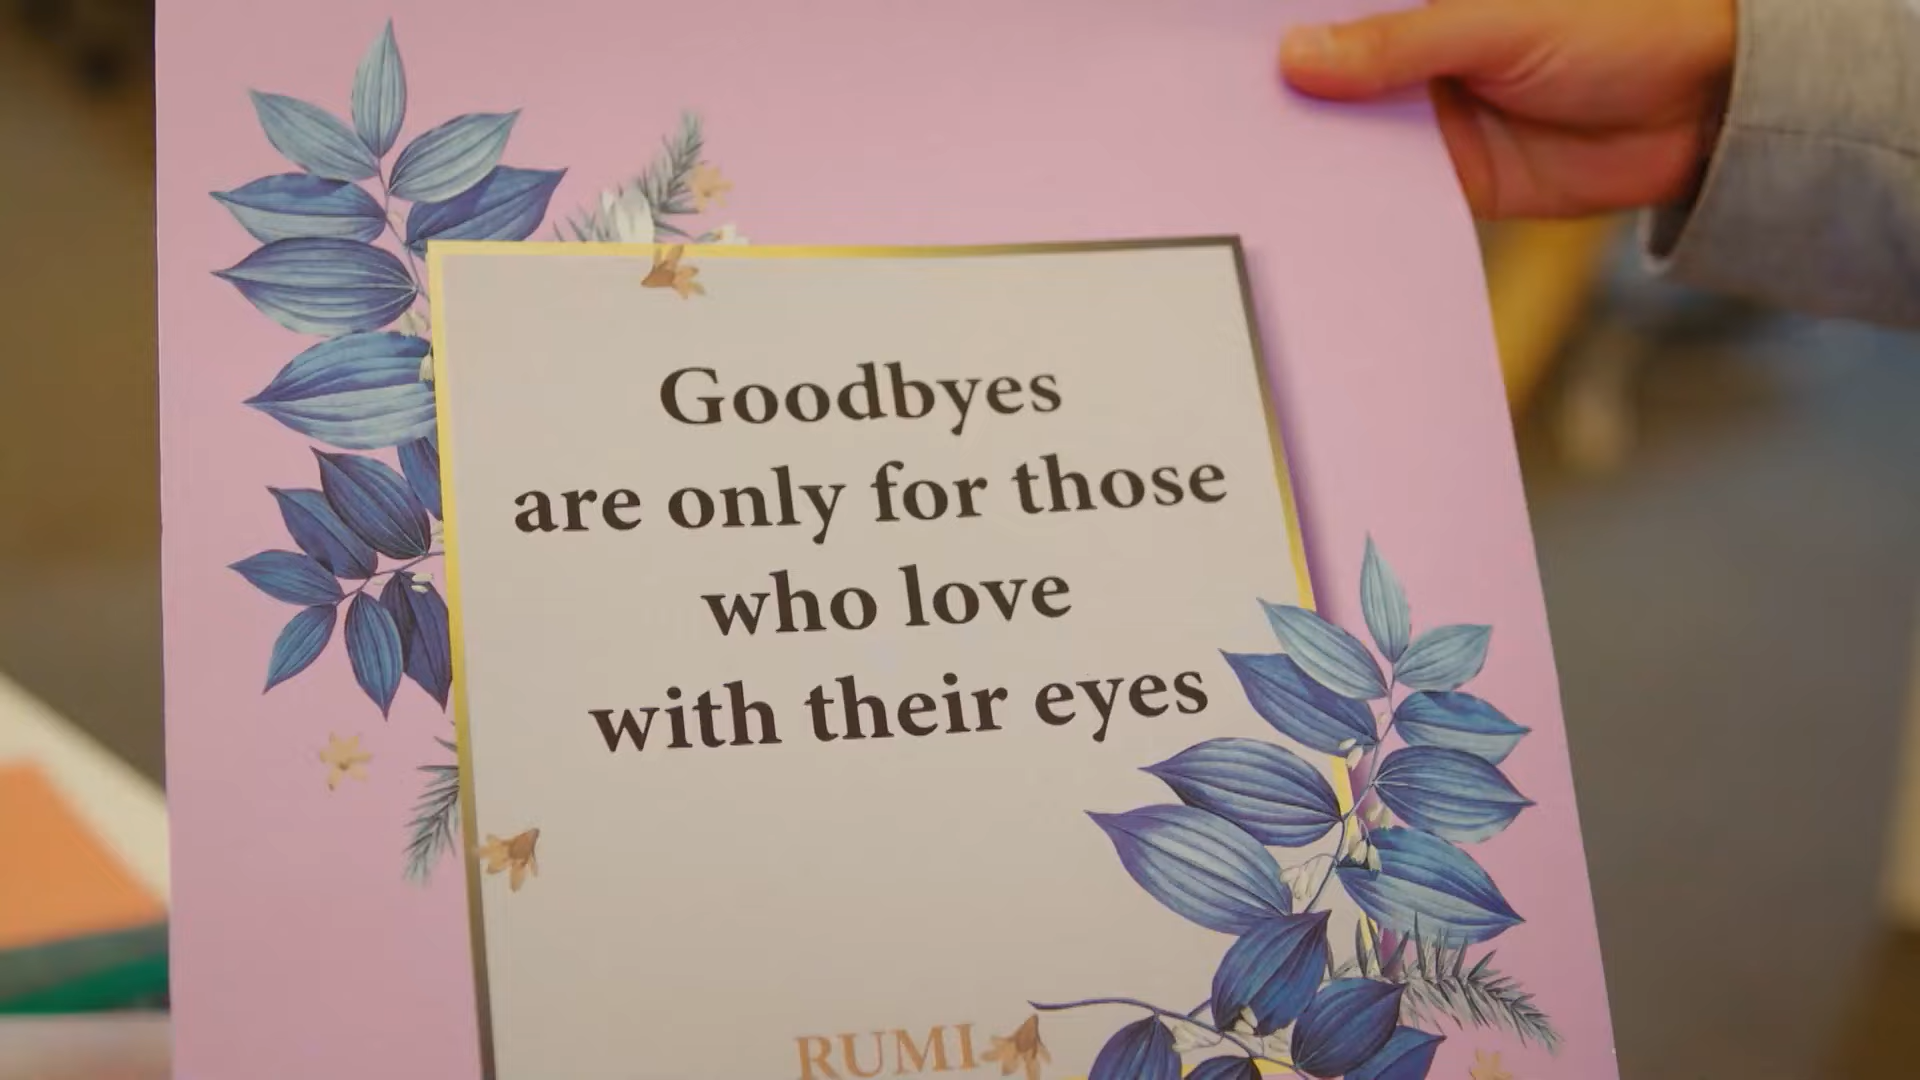 Goodbyes
are only for those
who love
with their eyes
RUMI